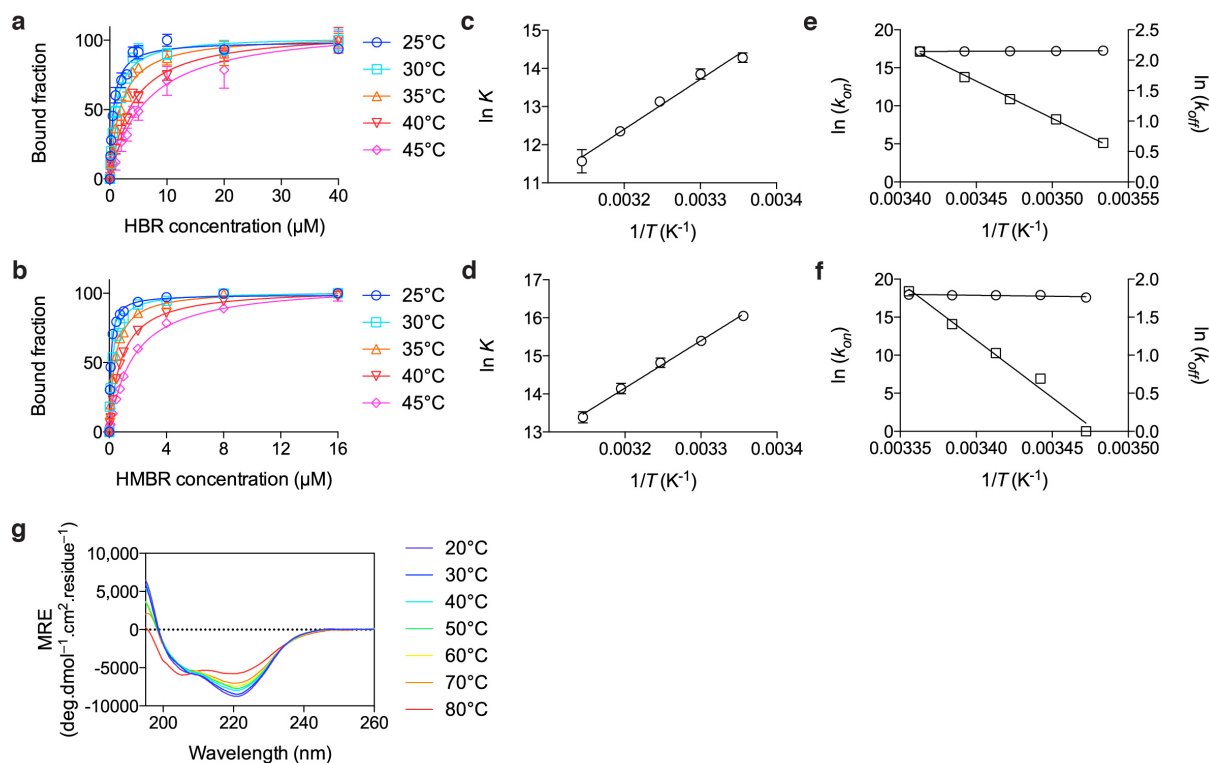 a
Bound fraction
100
50
0
0 10 20 30 40
HBR concentration (µM)
25°C
30°C
35°C
40°C
45°C
b
Bound fraction
100
50
0
0 4 8 12 16
HMBR concentration (µM)
25°C
30°C
35°C
40°C
45°C
c
ln K
15
14
13
12
11
0.0032 0.0033 0.0034
1/T (K⁻¹)
d
ln K
17
16
15
14
13
0.0032 0.0033 0.0034
1/T (K⁻¹)
e
ln (kon)
20
15
10
5
0
2.5
2.0
1.5
1.0
0.5
0.0
ln (koff)
0.00340 0.00345 0.00350 0.00355
1/T (K⁻¹)
f
ln (kon)
20
15
10
5
0
2.0
1.5
1.0
0.5
0.0
ln (koff)
0.00335 0.00340 0.00345 0.00350
1/T (K⁻¹)
g
MRE
(deg.dmol⁻¹.cm².residue⁻¹)
10,000
5,000
0
-5000
-10000
200 220 240 260
Wavelength (nm)
20°C
30°C
40°C
50°C
60°C
70°C
80°C